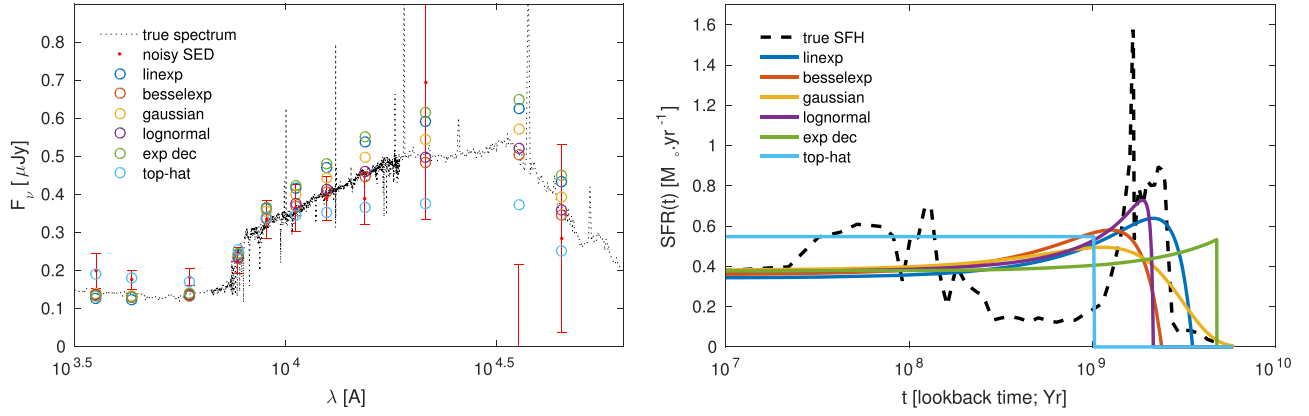 0.8
0.7
0.6
0.5
0.4
0.3
0.2
0.1
0
F_ν [ μJy]
true spectrum
noisy SED
linexp
besselexp
gaussian
lognormal
exp dec
top-hat
10^3.5
10^4
10^4.5
λ [A]
1.6
1.4
1.2
1
0.8
0.6
0.4
0.2
0
SFR(t) [M_° .yr^-1]
true SFH
linexp
besselexp
gaussian
lognormal
exp dec
top-hat
10^7
10^8
10^9
10^10
t [lookback time; Yr]